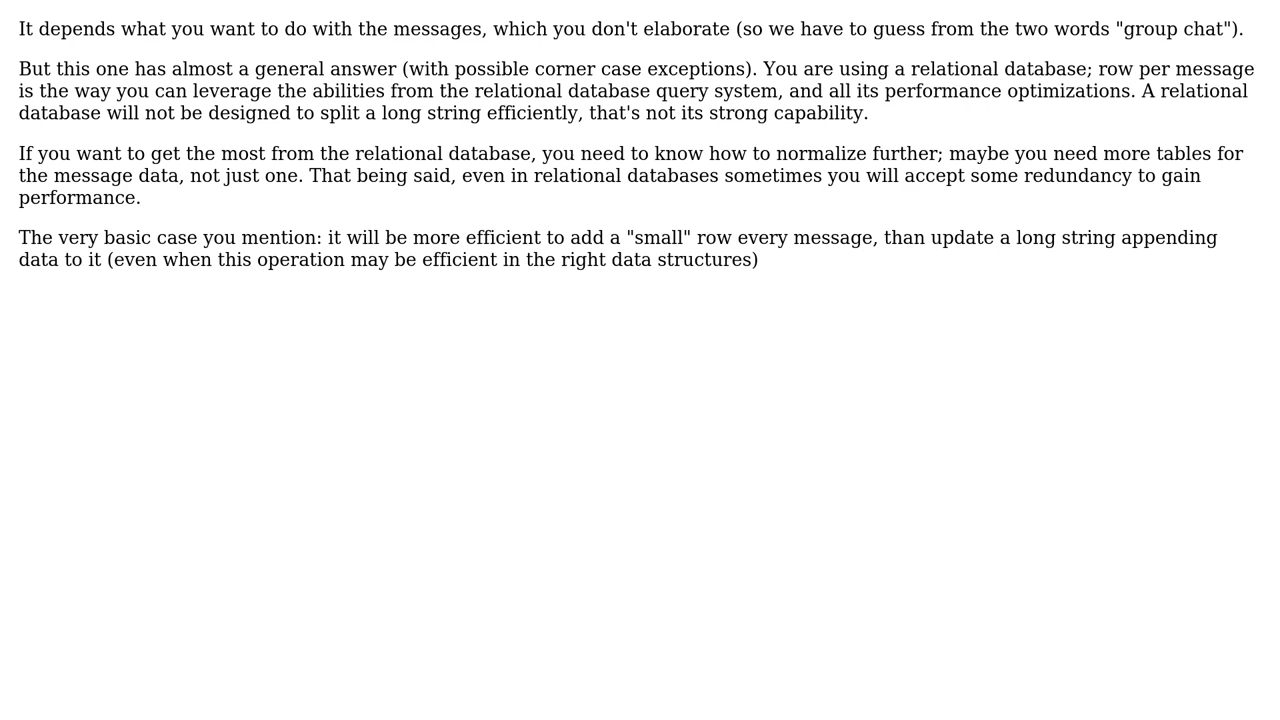 It depends what you want to do with the messages, which you don't elaborate (so we have to guess from the two words "group chat").
But this one has almost a general answer (with possible corner case exceptions). You are using a relational database; row per message
is the way you can leverage the abilities from the relational database query system, and all its performance optimizations. A relational
database will not be designed to split a long string efficiently, that's not its strong capability.
If you want to get the most from the relational database, you need to know how to normalize further; maybe you need more tables for
the message data, not just one. That being said, even in relational databases sometimes you will accept some redundancy to gain
performance.
The very basic case you mention: it will be more efficient to add a "small" row every message, than update a long string appending
data to it (even when this operation may be efficient in the right data structures)